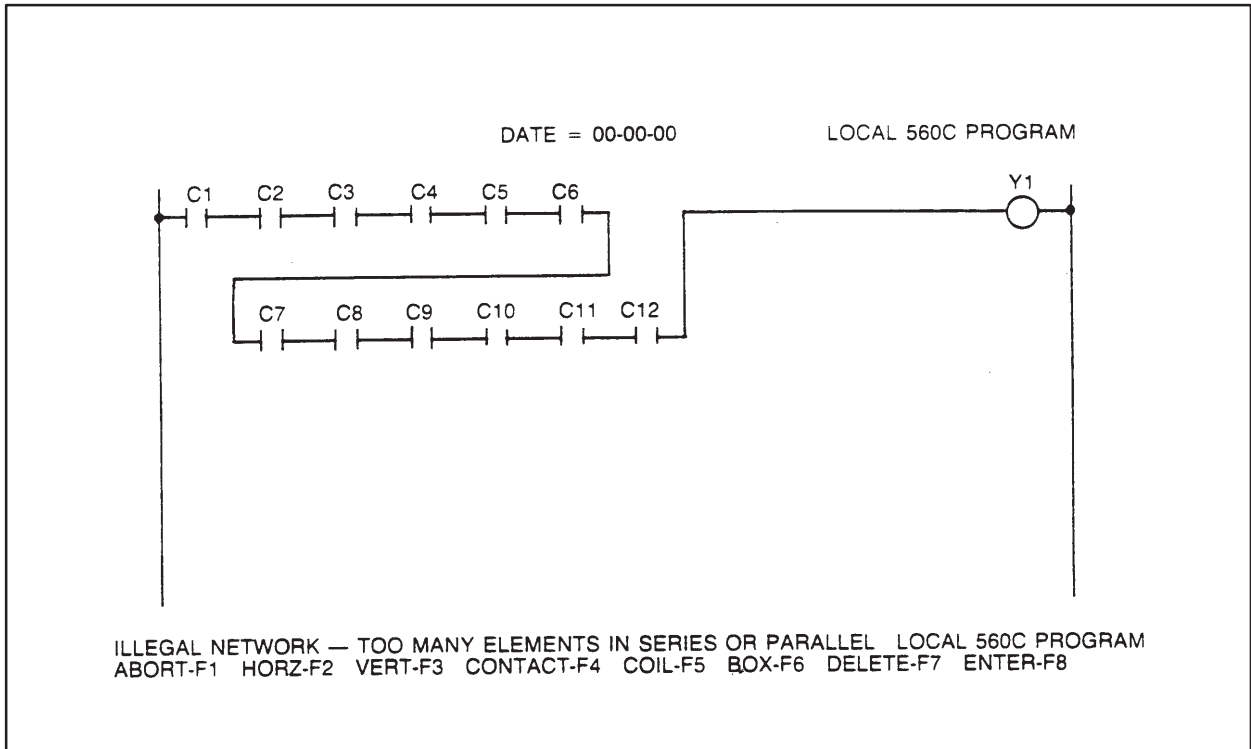 DATE = 00-00-00 LOCAL 560C PROGRAM
Y1
C1 C2 C3 C4 C5 C6
C7 C8 C9 C10 C11 C12
ILLEGAL NETWORK — TOO MANY ELEMENTS IN SERIES OR PARALLEL LOCAL 560C PROGRAM
ABORT-F1 HORZ-F2 VERT-F3 CONTACT-F4 COIL-F5 BOX-F6 DELETE-F7 ENTER-F8